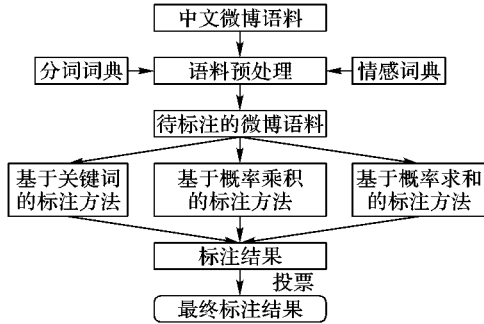 中文微博语料
分词词典
语料预处理
情感词典
待标注的微博语料
基于关键词
的标注方法
基于概率乘积
的标注方法
基于概率求和
的标注方法
标注结果
投票
最终标注结果